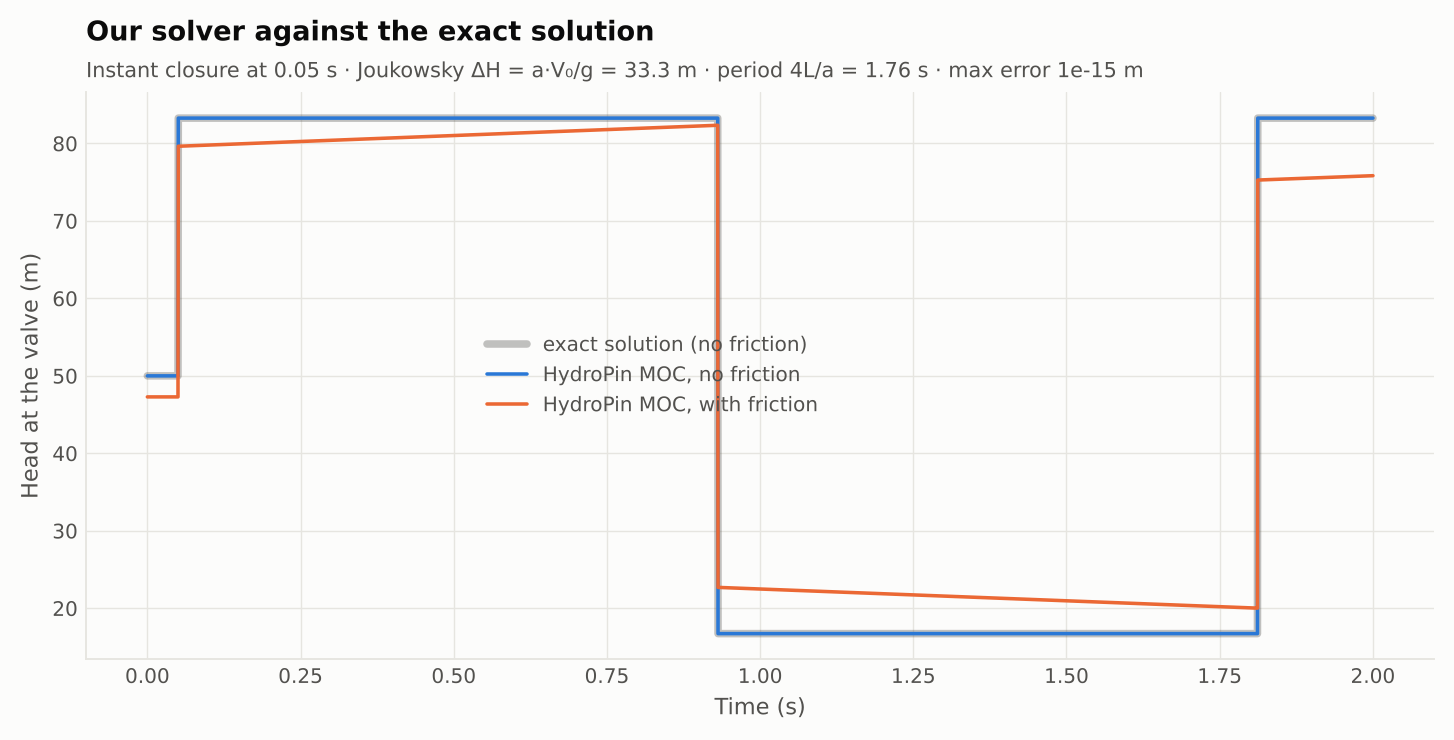 Our solver against the exact solution
Instant closure at 0.05 s · Joukowsky ΔH = a·V₀/g = 33.3 m · period 4L/a = 1.76 s · max error 1e-15 m
Head at the valve (m)
80
70
60
50
40
30
20
exact solution (no friction)
HydroPin MOC, no friction
HydroPin MOC, with friction
0.00 0.25 0.50 0.75 1.00 1.25 1.50 1.75 2.00
Time (s)